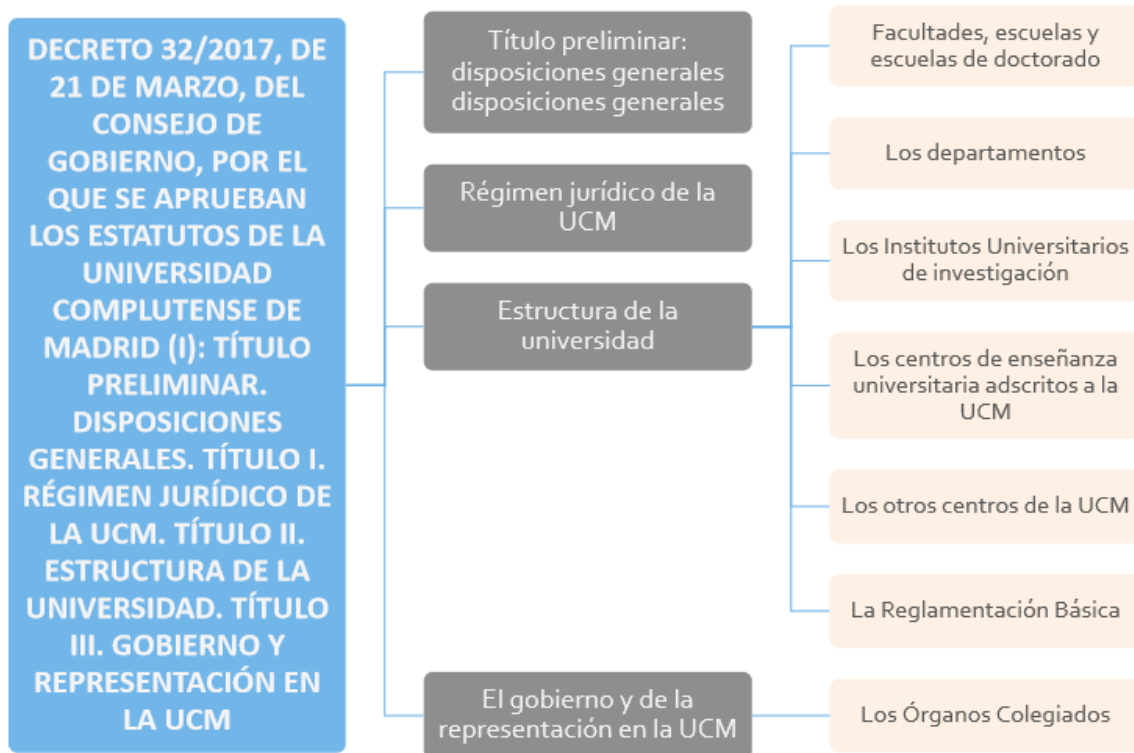 DECRETO 32/2017, DE
21 DE MARZO, DEL
CONSEJO DE
GOBIERNO, POR EL
QUE SE APRUEBAN
LOS ESTATUTOS DE LA
UNIVERSIDAD
COMPLUTENSE DE
MADRID (I): TÍTULO
PRELIMINAR.
DISPOSICIONES
GENERALES. TÍTULO I.
RÉGIMEN JURÍDICO DE
LA UCM. TÍTULO II.
ESTRUCTURA DE LA
UNIVERSIDAD. TÍTULO
III. GOBIERNO Y
REPRESENTACIÓN EN
LA UCM
Título preliminar:
disposiciones generales
disposiciones generales
Régimen jurídico de la
UCM
Estructura de la
universidad
Facultades, escuelas y
escuelas de doctorado
Los departamentos
Los Institutos Universitarios
de investigación
Los centros de enseñanza
universitaria adscritos a la
UCM
Los otros centros de la UCM
La Reglamentación Básica
El gobierno y de la
representación en la UCM
Los Órganos Colegiados